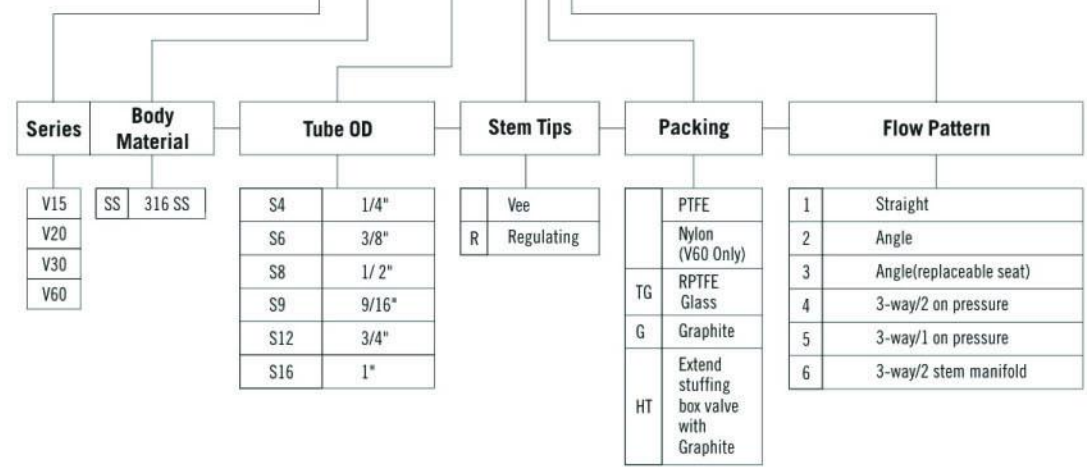 Series
Body
Material
Tube OD
Stem Tips
Packing
Flow Pattern
V15
V20
V30
V60
SS 316 SS
S4 1/4"
S6 3/8"
S8 1/ 2"
S9 9/16"
S12 3/4"
S16 1"
Vee
R Regulating
PTFE
Nylon
(V60 Only)
TG RPTFE
Glass
G Graphite
HT Extend
stuffing
box valve
with
Graphite
1 Straight
2 Angle
3 Angle(replaceable seat)
4 3-way/2 on pressure
5 3-way/1 on pressure
6 3-way/2 stem manifold